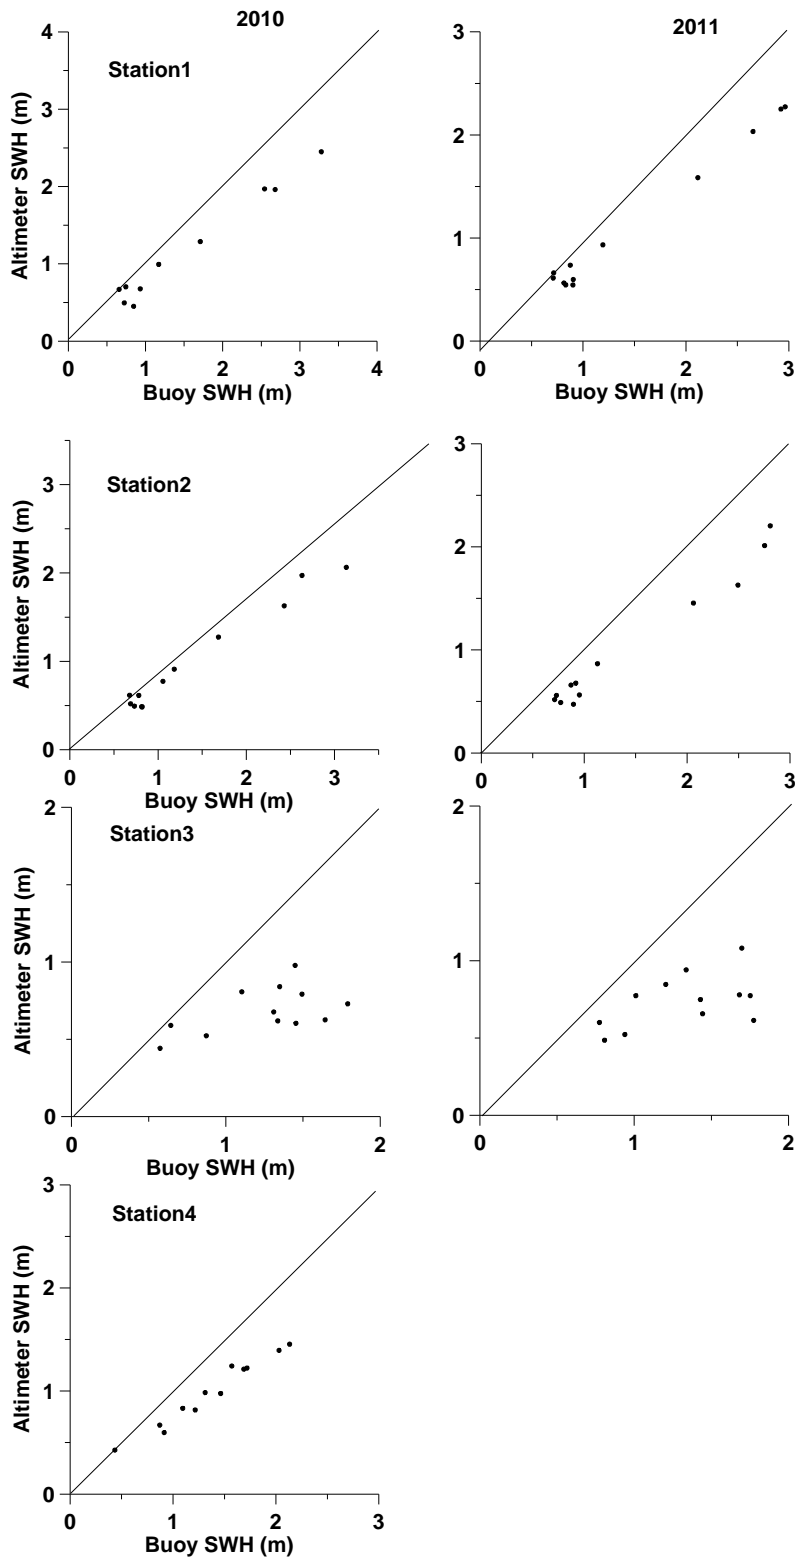 2010
2011
4
3
2
1
0
Altimeter SWH (m)
Station1
0 1 2 3 4
Buoy SWH (m)
3
2
1
0
0 1 2 3
Buoy SWH (m)
3
2
1
0
Altimeter SWH (m)
Station2
0 1 2 3
Buoy SWH (m)
3
2
1
0
0 1 2 3
2
1
0
Altimeter SWH (m)
Station3
0 1 2
Buoy SWH (m)
2
1
0
0 1 2
3
2
1
0
Altimeter SWH (m)
Station4
0 1 2 3
Buoy SWH (m)